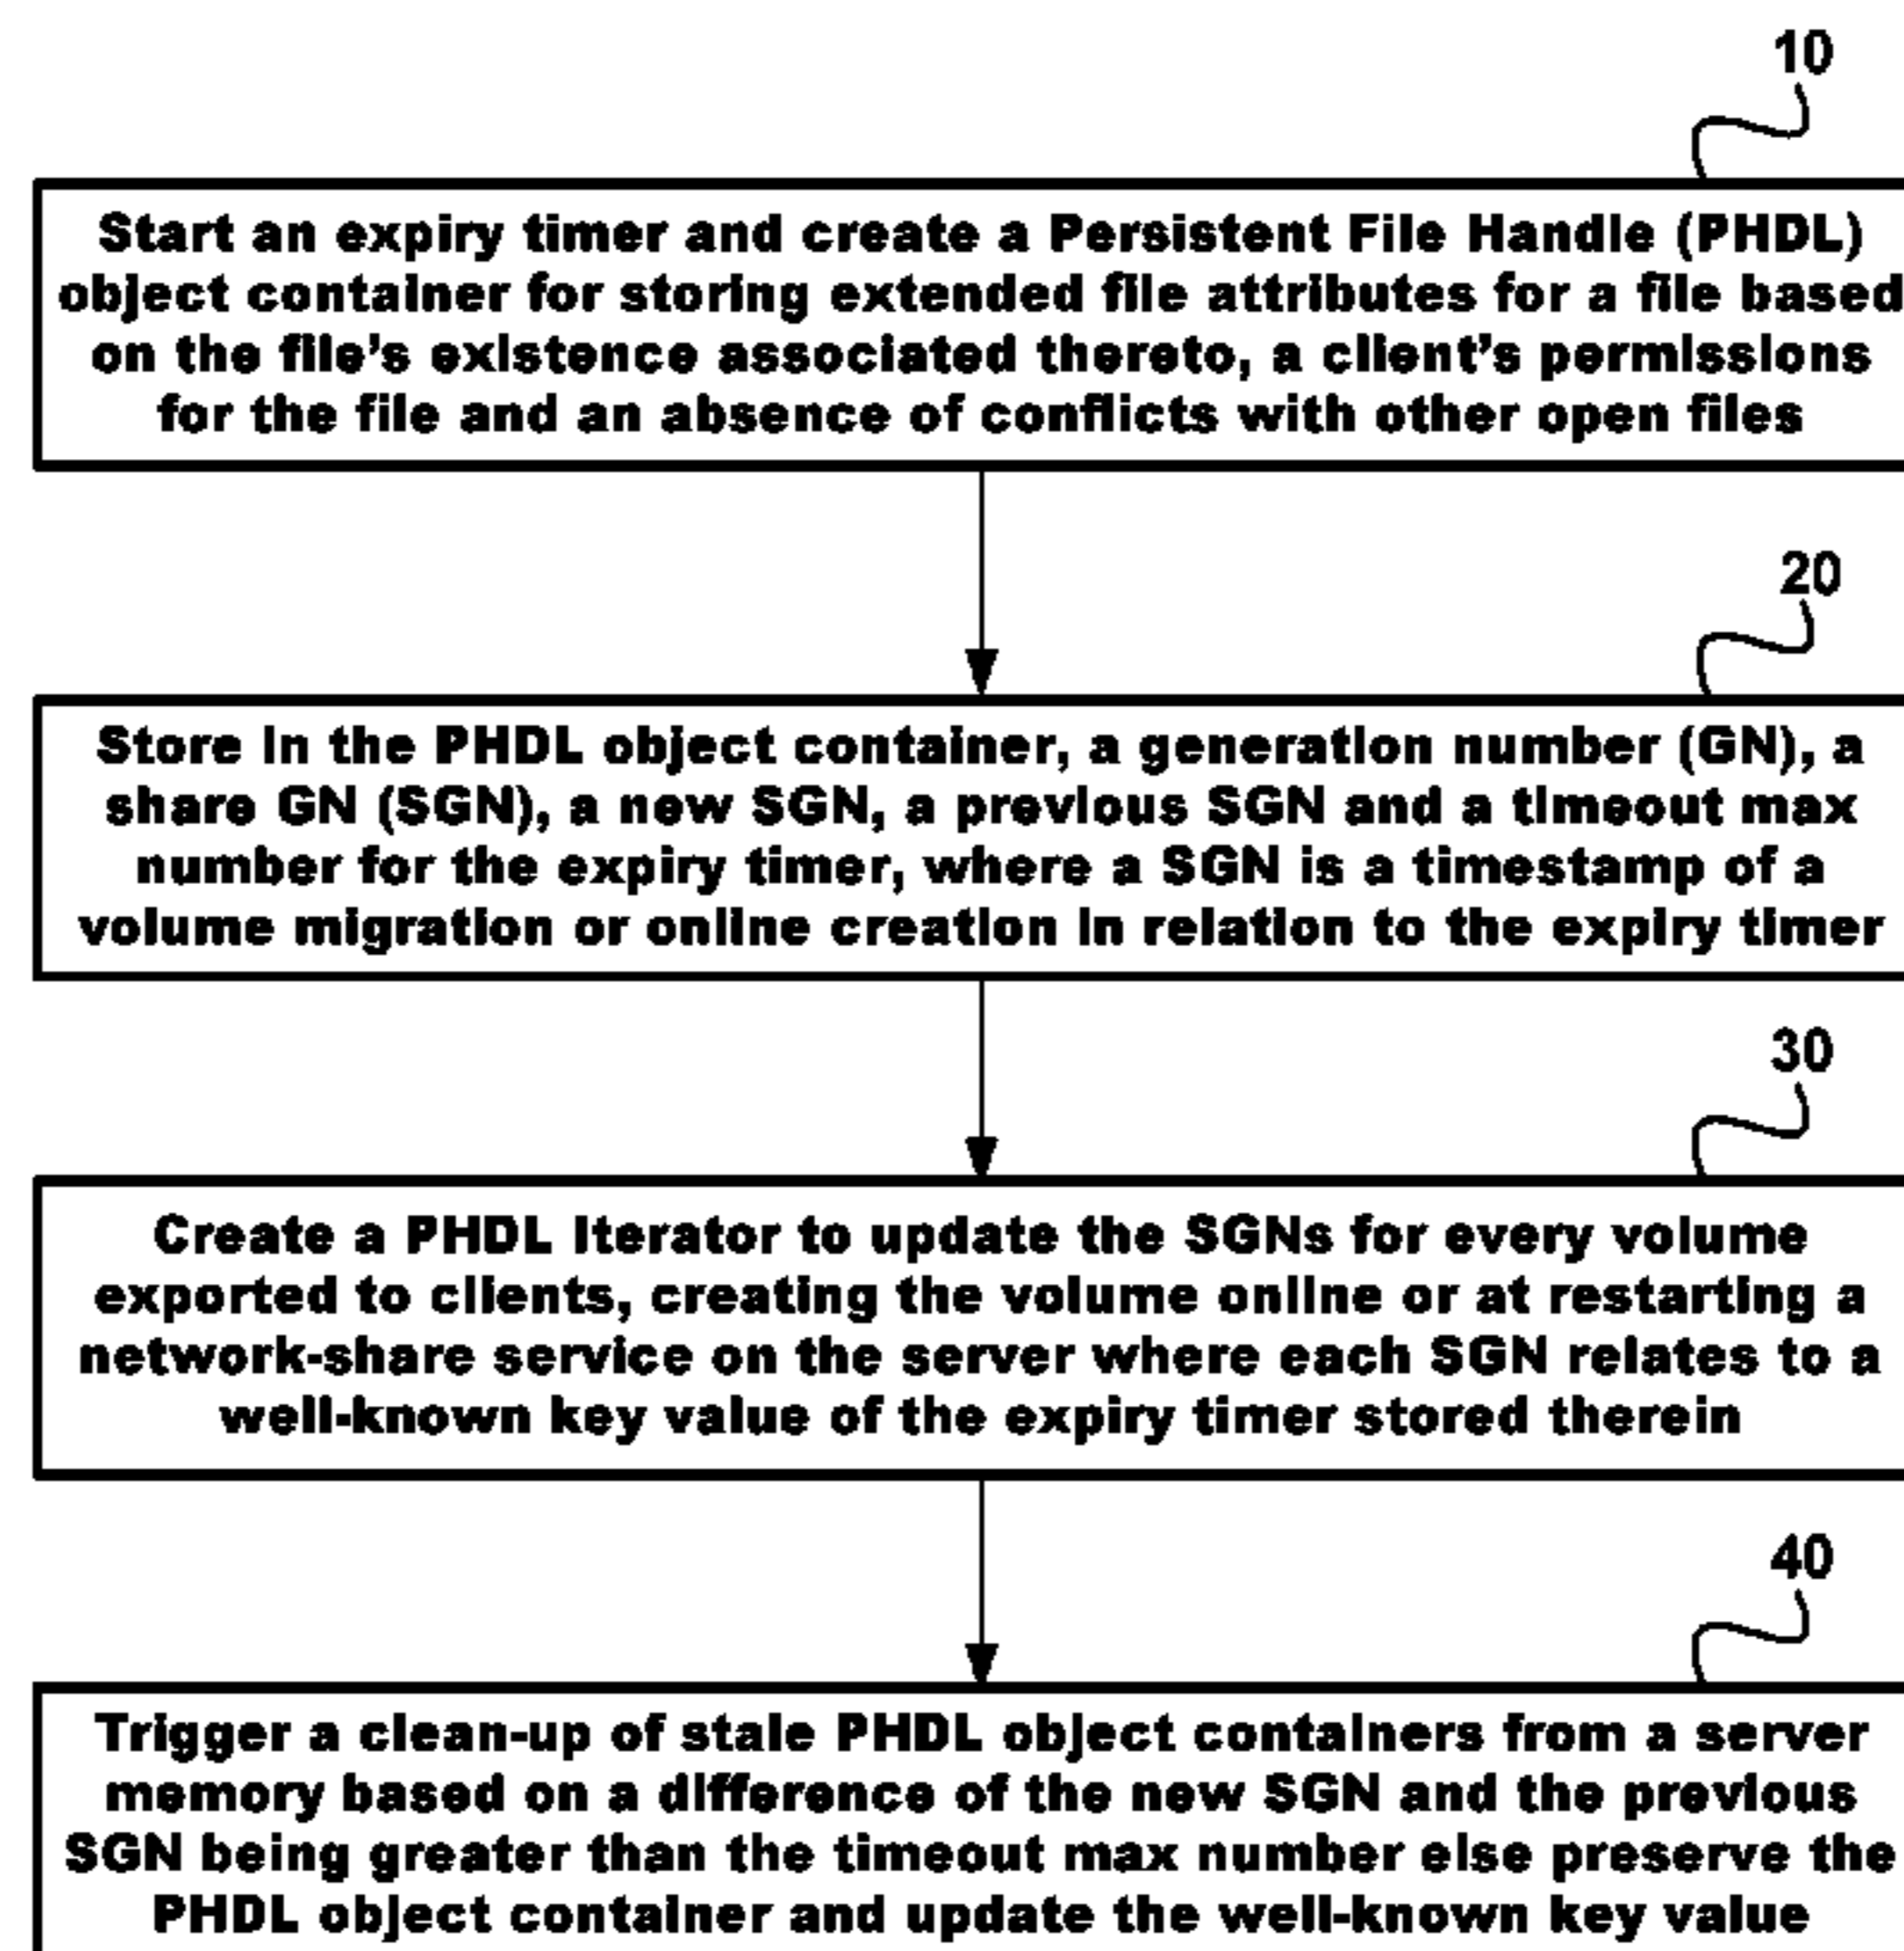 10
Start an expiry timer and create a Persistent File Handle (PHDL)
object container for storing extended file attributes for a file based
on the file's existence associated thereto, a client's permissions
for the file and an absence of conflicts with other open files
20
Store in the PHDL object container, a generation number (GN), a
share GN (SGN), a new SGN, a previous SGN and a timeout max
number for the expiry timer, where a SGN is a timestamp of a
volume migration or online creation in relation to the expiry timer
30
Create a PHDL Iterator to update the SGNs for every volume
exported to clients, creating the volume online or at restarting a
network-share service on the server where each SGN relates to a
well-known key value of the expiry timer stored therein
40
Trigger a clean-up of stale PHDL object containers from a server
memory based on a difference of the new SGN and the previous
SGN being greater than the timeout max number else preserve the
PHDL object container and update the well-known key value